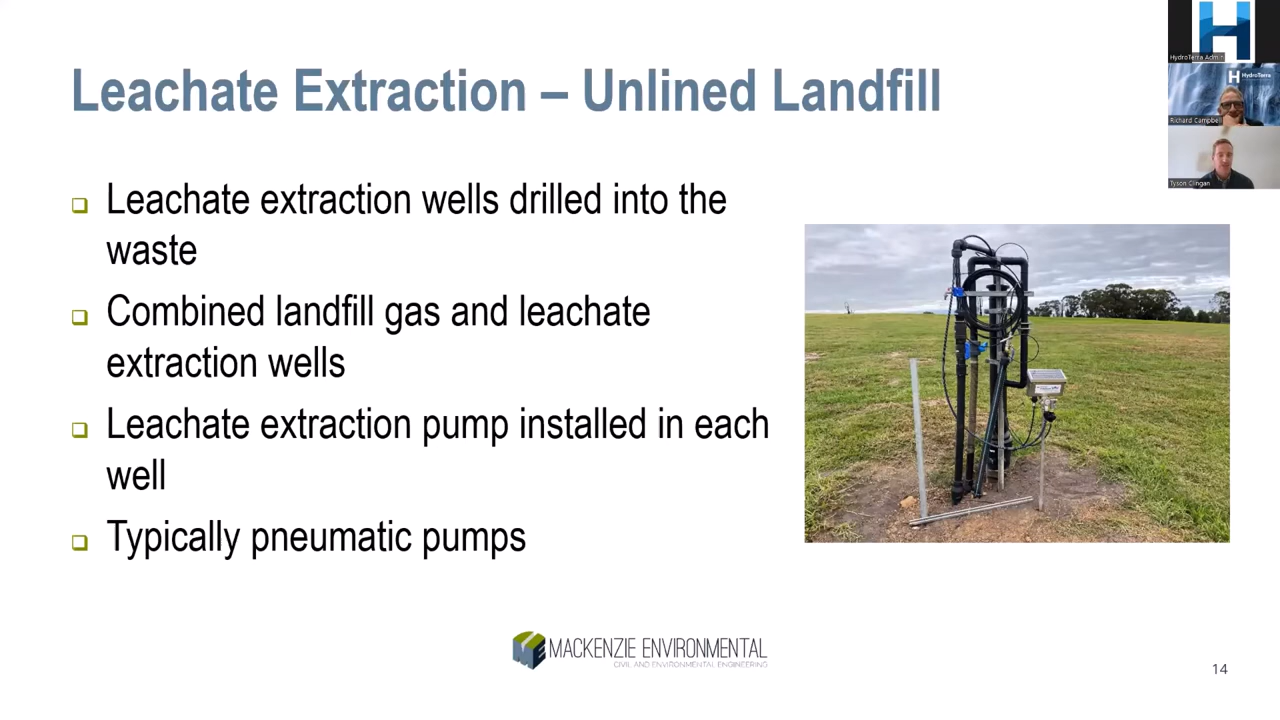 Leachate Extraction – Unlined Landfill
HydroTerra
Richard Campbell
Tyson Clingan
Leachate extraction wells drilled into the
waste
Combined landfill gas and leachate
extraction wells
Leachate extraction pump installed in each
well
Typically pneumatic pumps
MACKENZIE ENVIRONMENTAL
CIVIL AND ENVIRONMENTAL ENGINEERING
14